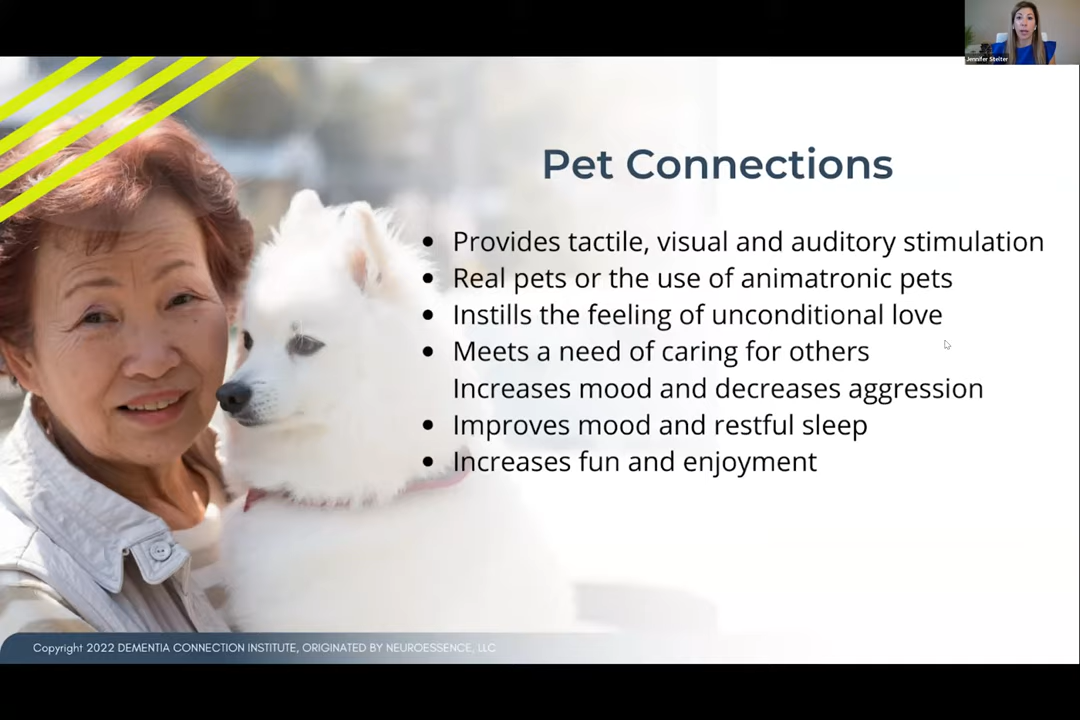 Jennifer Stelter
Pet Connections
• Provides tactile, visual and auditory stimulation
• Real pets or the use of animatronic pets
• Instills the feeling of unconditional love
• Meets a need of caring for others
Increases mood and decreases aggression
• Improves mood and restful sleep
• Increases fun and enjoyment
Copyright 2022 DEMENTIA CONNECTION INSTITUTE, ORIGINATED BY NEUROESSENCE, LLC